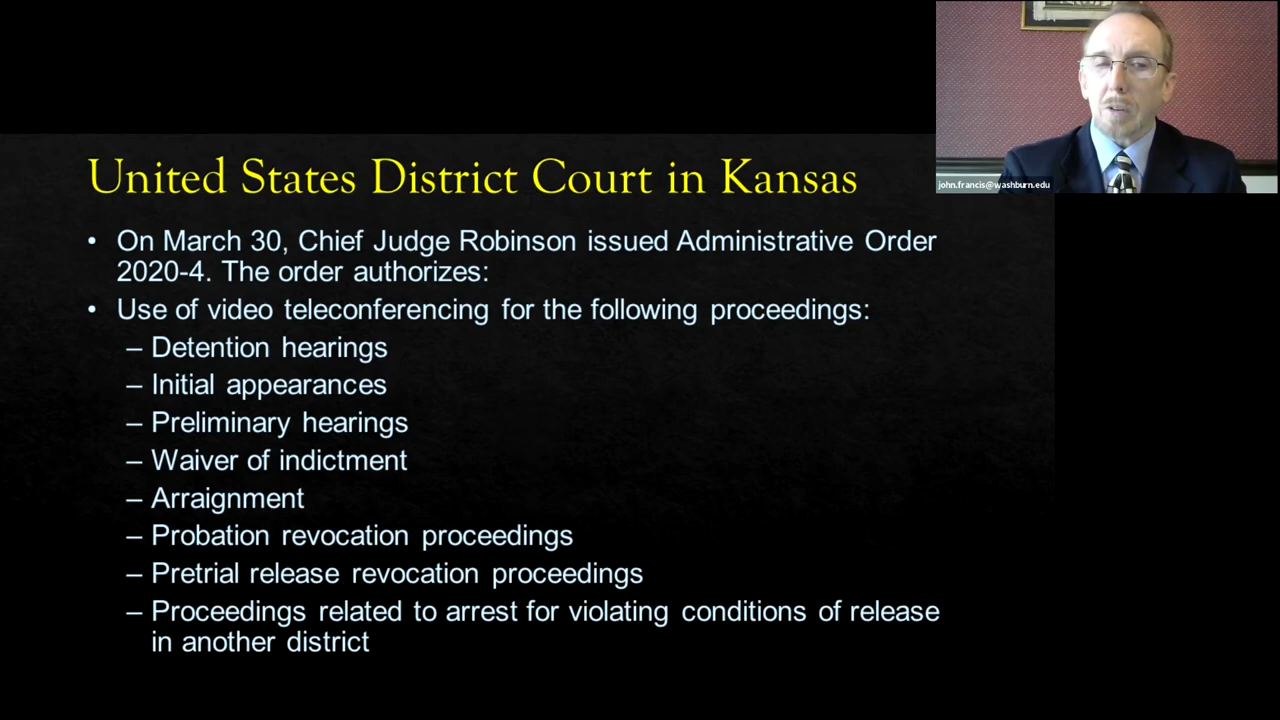 United States District Court in Kansas
• On March 30, Chief Judge Robinson issued Administrative Order
2020-4. The order authorizes:
• Use of video teleconferencing for the following proceedings:
– Detention hearings
– Initial appearances
– Preliminary hearings
– Waiver of indictment
– Arraignment
– Probation revocation proceedings
– Pretrial release revocation proceedings
– Proceedings related to arrest for violating conditions of release
in another district
john.francis@washburn.edu